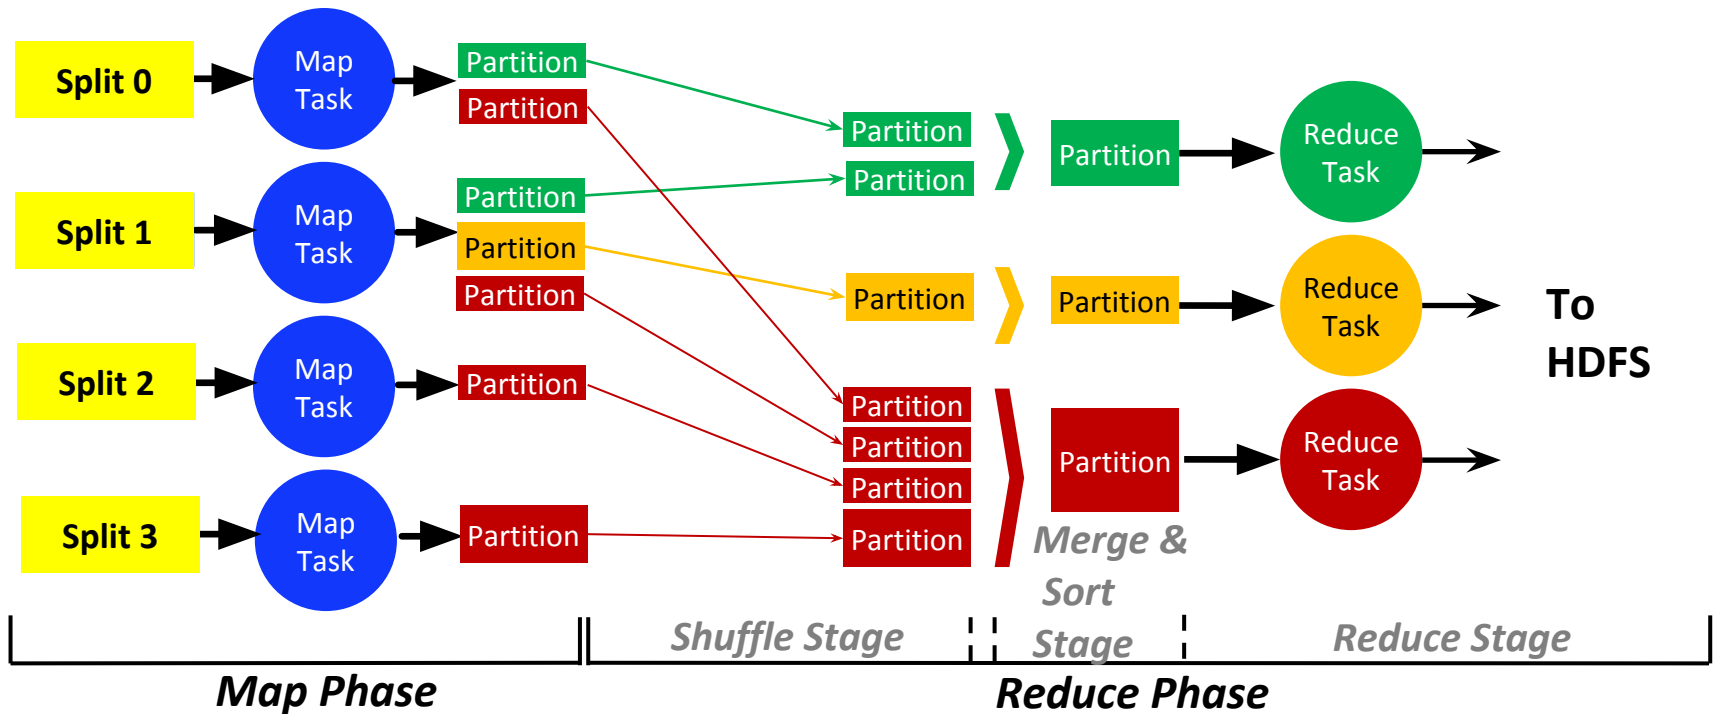 Split 0
Map
Task
Partition
Partition
Split 1
Map
Task
Partition
Partition
Partition
Split 2
Map
Task
Partition
Split 3
Map
Task
Partition
Partition
Partition
Partition
Partition
Partition
Partition
Partition
Partition
Partition
Partition
Reduce
Task
Reduce
Task
Reduce
Task
To
HDFS
Merge &
Sort
Stage
Shuffle Stage
Reduce Stage
Map Phase
Reduce Phase